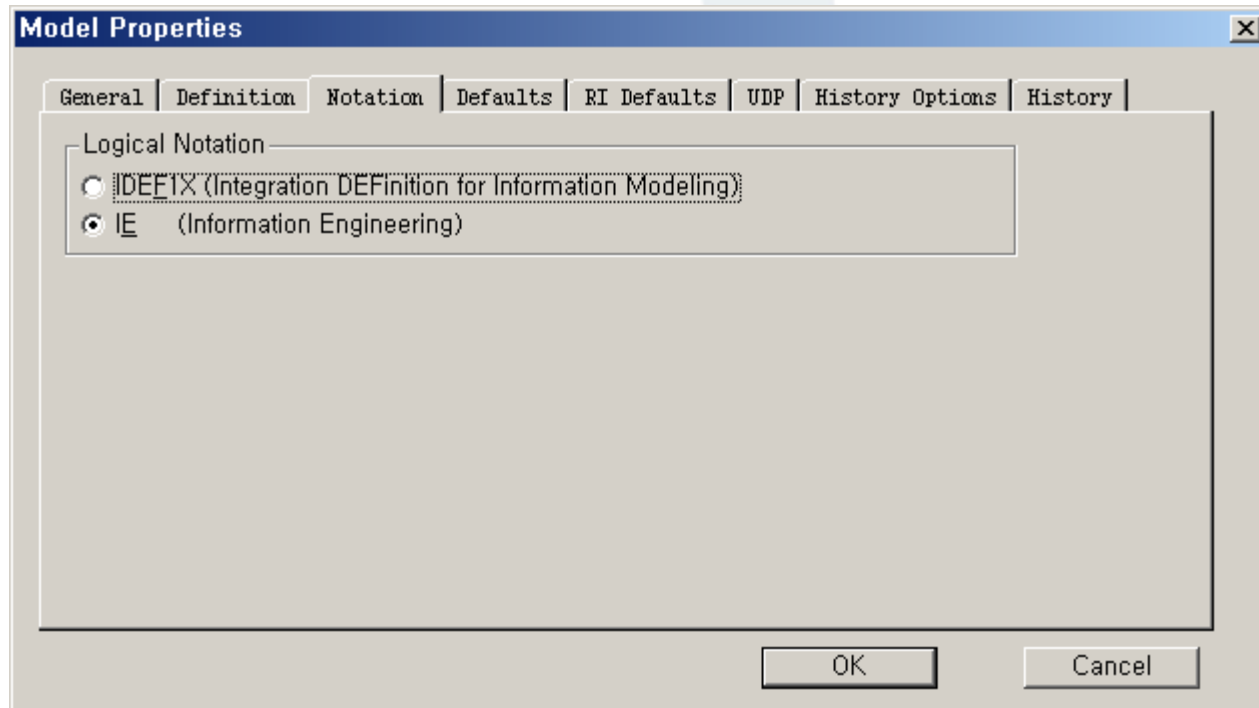 Model Properties
General Definition Notation Defaults RI Defaults UDP History Options History
Logical Notation
IDEF1X (Integration DEFinition for Information Modeling)
IE (Information Engineering)
OK Cancel